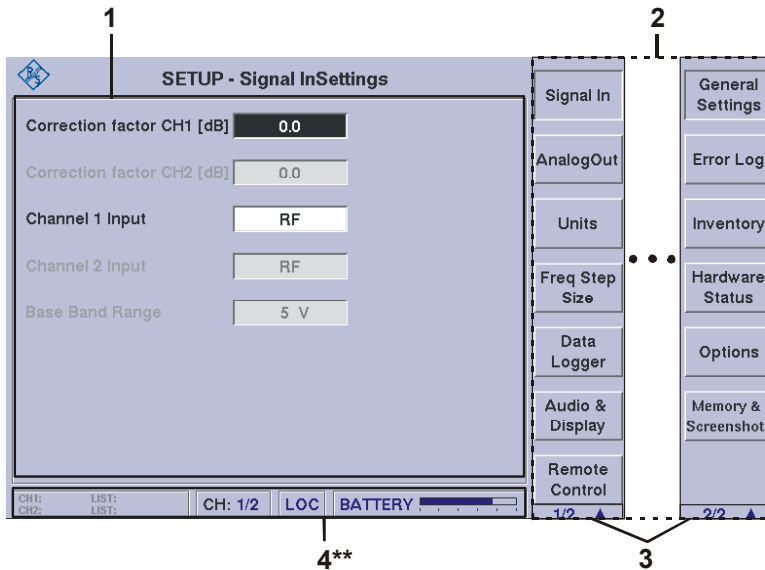 1
2
R&S
SETUP - Signal InSettings
Correction factor CH1 [dB] 0.0
Correction factor CH2 [dB] 0.0
Channel 1 Input RF
Channel 2 Input RF
Base Band Range 5 V
Signal In
AnalogOut
Units
Freq Step
Size
Data
Logger
Audio &
Display
Remote
Control
1/2 ▲
General
Settings
Error Log
Inventory
Hardware
Status
Options
Memory &
Screenshot
2/2 ▲
CH1: LIST:
CH2: LIST:
CH: 1/2 LOC BATTERY
4**
3